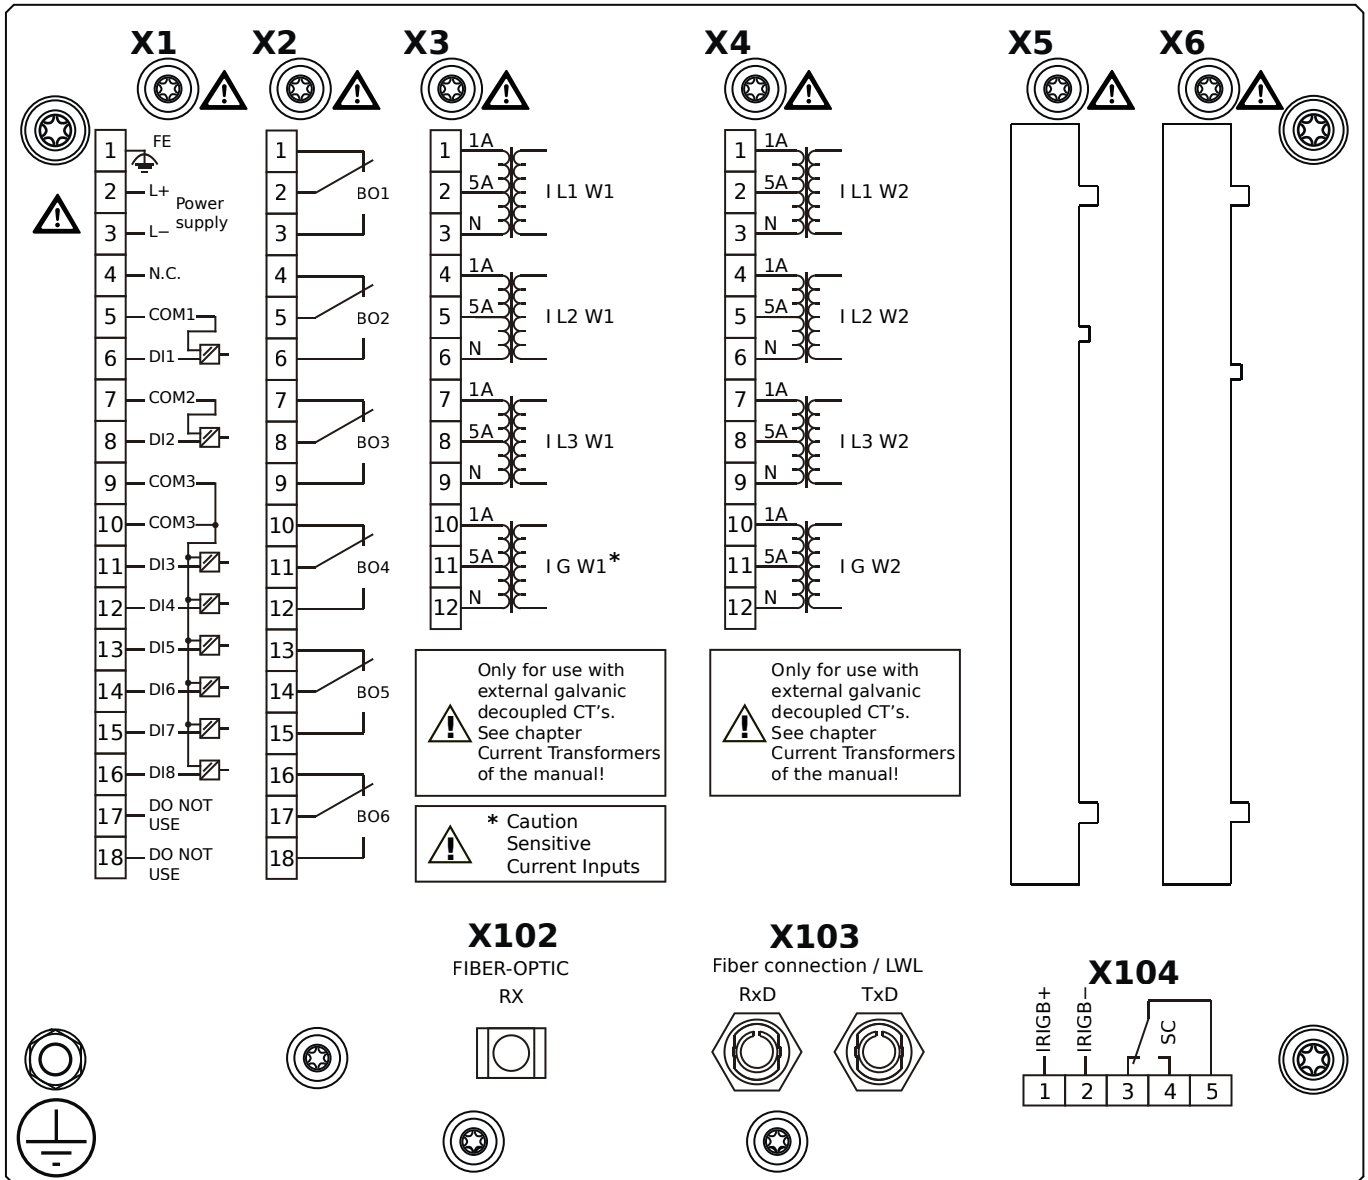 X1
1
FE
2
L+
Power
supply
3
L−
4
N.C.
5
COM1
6
DI1
7
COM2
8
DI2
9
COM3
10
COM3
11
DI3
12
DI4
13
DI5
14
DI6
15
DI7
16
DI8
17
DO NOT
USE
18
DO NOT
USE
X2
1
2
BO1
3
4
5
BO2
6
7
8
BO3
9
10
11
BO4
12
13
14
BO5
15
16
17
BO6
18
X3
1 1A
2 5A I L1 W1
3 N
4 1A
5 5A I L2 W1
6 N
7 1A
8 5A I L3 W1
9 N
10 1A
11 5A I G W1*
12 N
Only for use with
external galvanic
decoupled CT's.
See chapter
Current Transformers
of the manual!
* Caution
Sensitive
Current Inputs
X4
1 1A
2 5A I L1 W2
3 N
4 1A
5 5A I L2 W2
6 N
7 1A
8 5A I L3 W2
9 N
10 1A
11 5A I G W2
12 N
Only for use with
external galvanic
decoupled CT's.
See chapter
Current Transformers
of the manual!
X5
X6
X102
FIBER-OPTIC
RX
X103
Fiber connection / LWL
RxD TxD
X104
IRIGB+
IRIGB−
SC
1 2 3 4 5